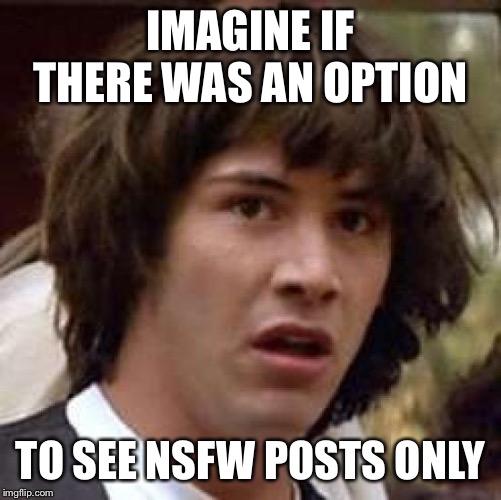 IMAGINE IF
THERE WAS AN OPTION
TO SEE NSFW POSTS ONLY
imgflip.com